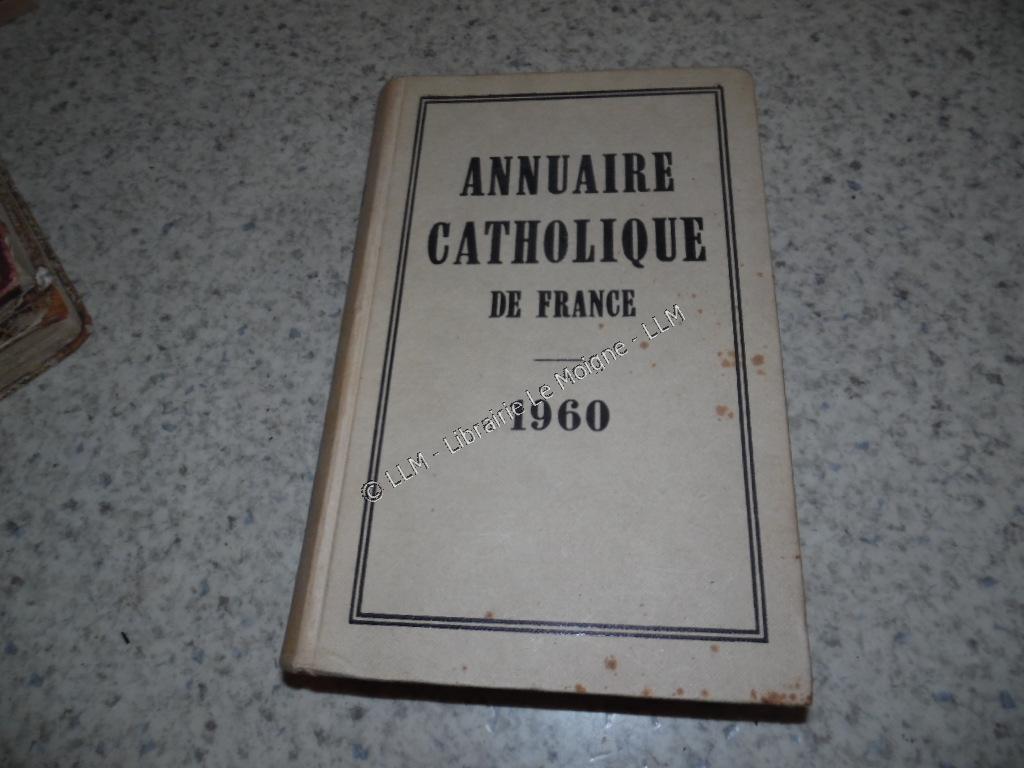 ANNUAIRE
CATHOLIQUE
DE FRANCE
1960
© LLM - Librairie Le Moigne - LLM